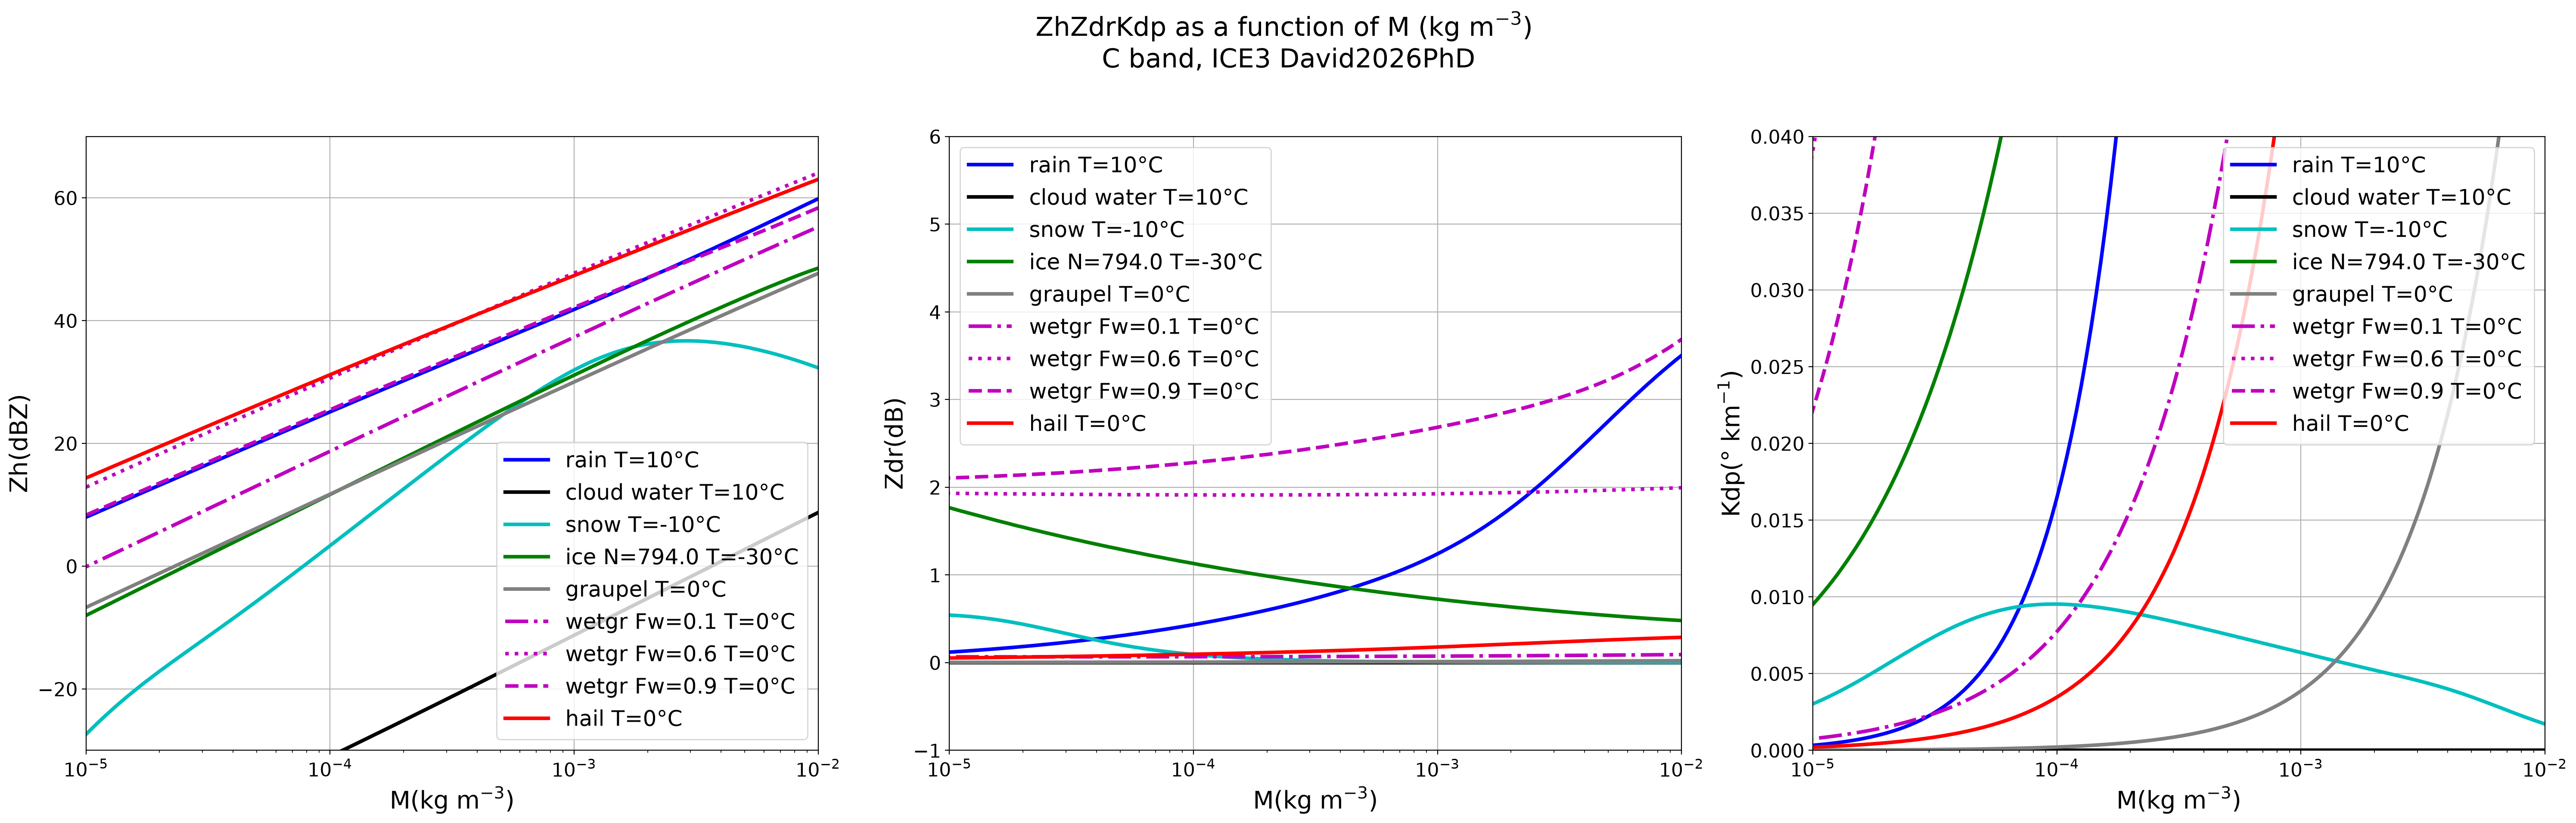 ZhZdrKdp as a function of M (kg m⁻³)
C band, ICE3 David2026PhD
Zh(dBZ)
60
40
20
0
−20
10⁻⁵
10⁻⁴
10⁻³
10⁻²
M(kg m⁻³)
rain T=10°C
cloud water T=10°C
snow T=-10°C
ice N=794.0 T=-30°C
graupel T=0°C
wetgr Fw=0.1 T=0°C
wetgr Fw=0.6 T=0°C
wetgr Fw=0.9 T=0°C
hail T=0°C
Zdr(dB)
6
5
4
3
2
1
0
−1
10⁻⁵
10⁻⁴
10⁻³
10⁻²
M(kg m⁻³)
rain T=10°C
cloud water T=10°C
snow T=-10°C
ice N=794.0 T=-30°C
graupel T=0°C
wetgr Fw=0.1 T=0°C
wetgr Fw=0.6 T=0°C
wetgr Fw=0.9 T=0°C
hail T=0°C
Kdp(° km⁻¹)
0.040
0.035
0.030
0.025
0.020
0.015
0.010
0.005
0.000
10⁻⁵
10⁻⁴
10⁻³
10⁻²
M(kg m⁻³)
rain T=10°C
cloud water T=10°C
snow T=-10°C
ice N=794.0 T=-30°C
graupel T=0°C
wetgr Fw=0.1 T=0°C
wetgr Fw=0.6 T=0°C
wetgr Fw=0.9 T=0°C
hail T=0°C